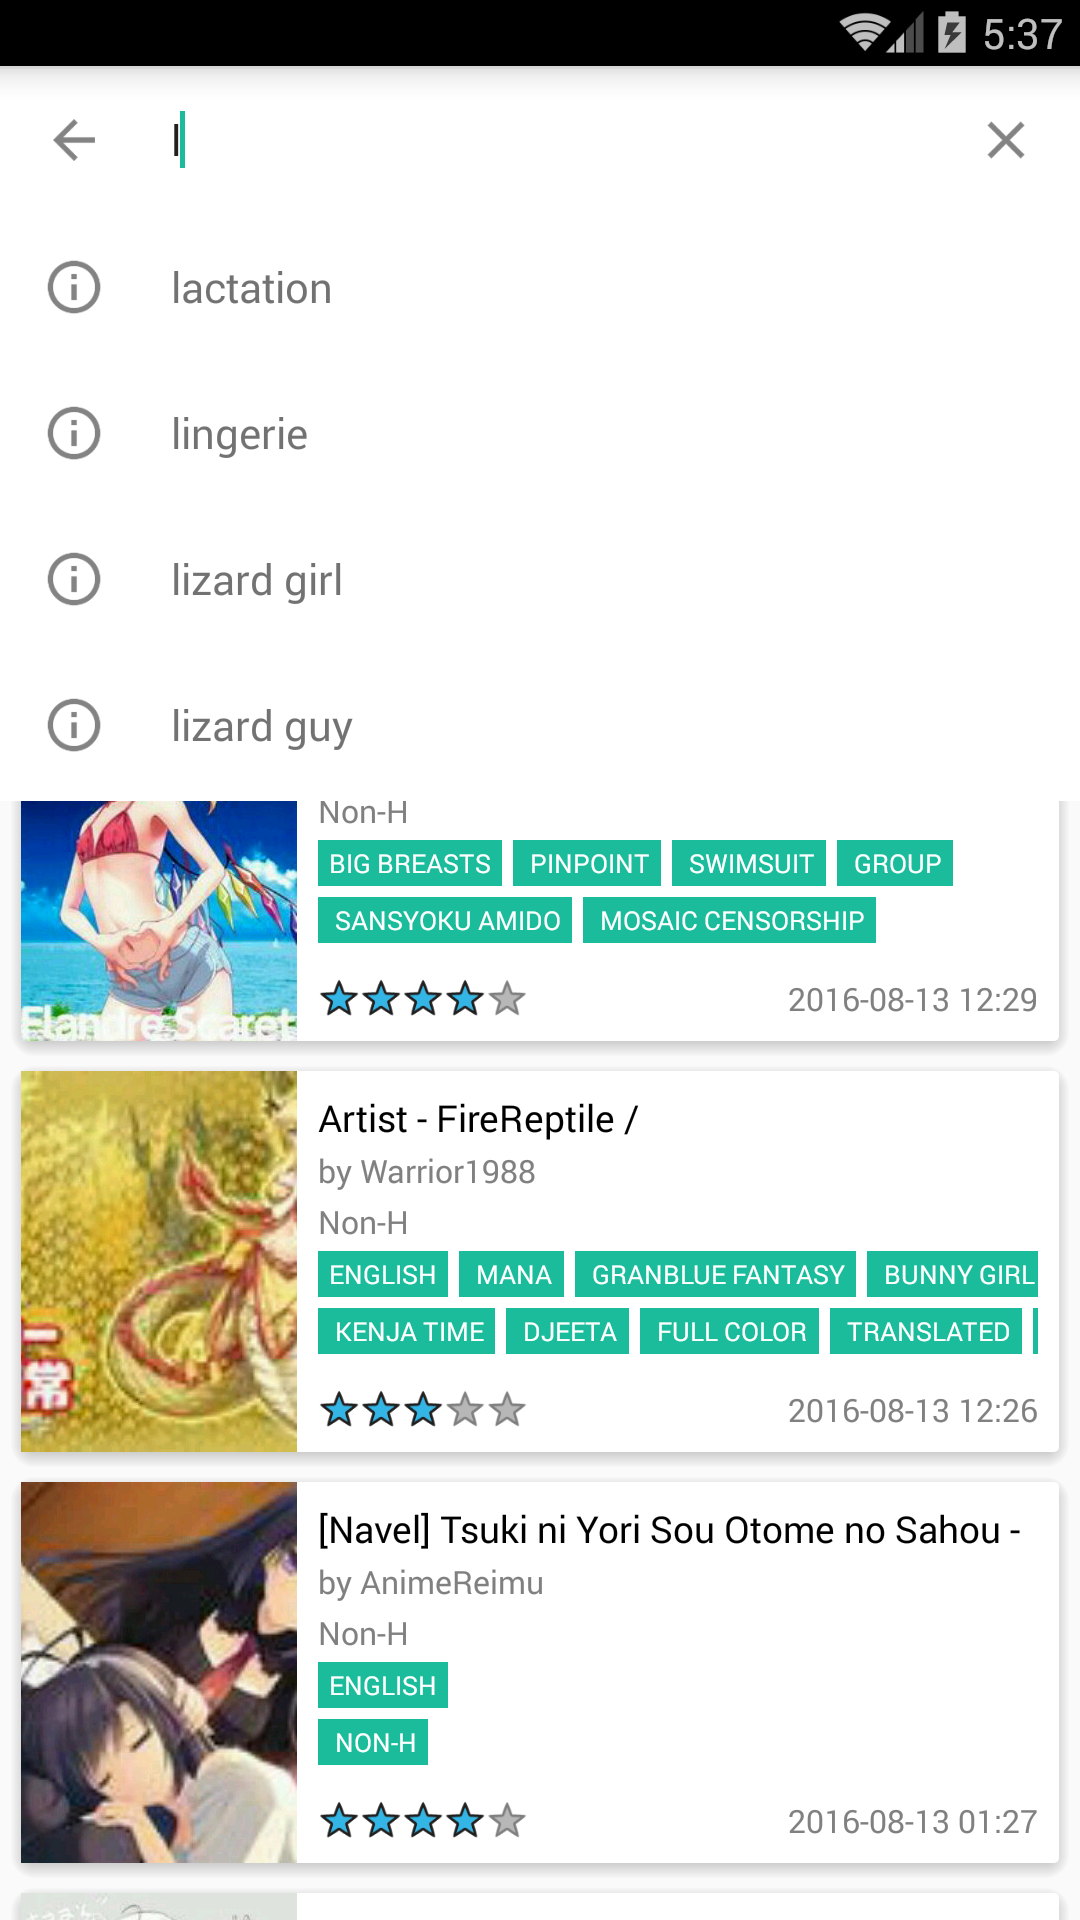 5:37
l
lactation
lingerie
lizard girl
lizard guy
Non-H
BIG BREASTS PINPOINT SWIMSUIT GROUP
SANSYOKU AMIDO MOSAIC CENSORSHIP
Flandre Scaret
2016-08-13 12:29
Artist - FireReptile /
by Warrior1988
Non-H
ENGLISH MANA GRANBLUE FANTASY BUNNY GIRL
KENJA TIME DJEETA FULL COLOR TRANSLATED
常
2016-08-13 12:26
[Navel] Tsuki ni Yori Sou Otome no Sahou -
by AnimeReimu
Non-H
ENGLISH
NON-H
2016-08-13 01:27